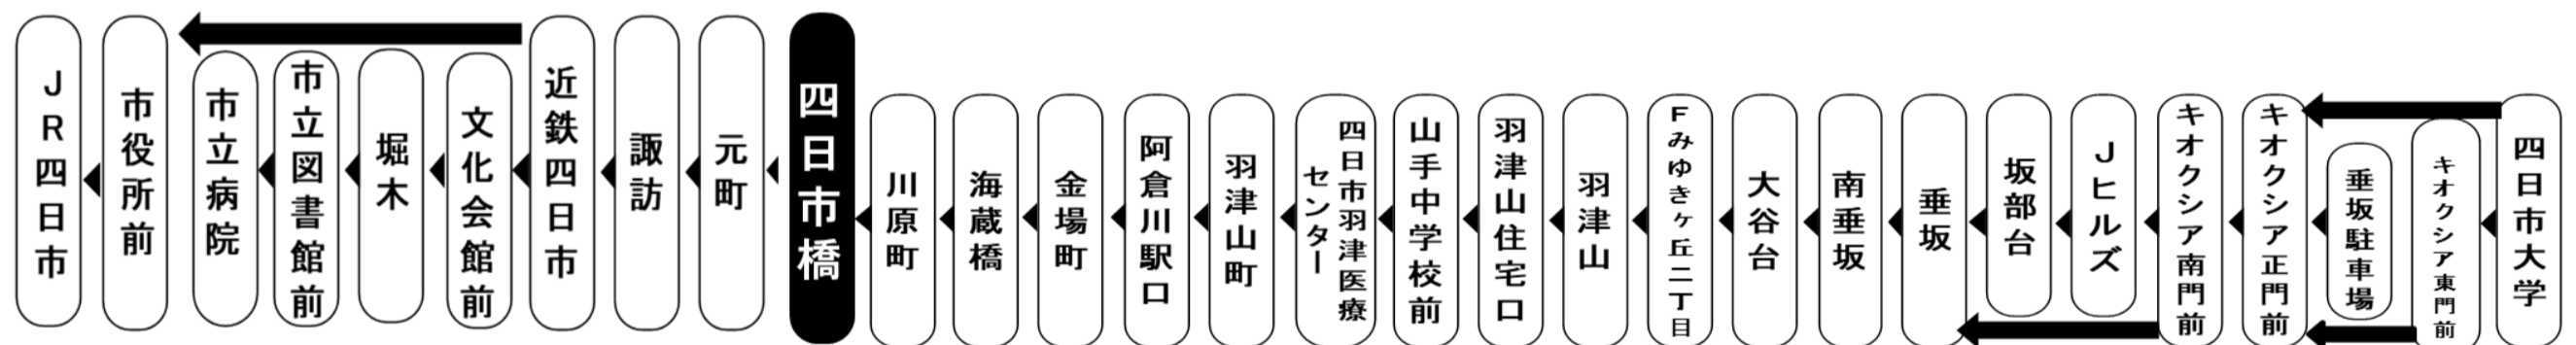 JR四日市
市役所前
市立病院
市立図書館前
堀木
文化会館前
近鉄四日市
諏訪
元町
四日市橋
川原町
海蔵橋
金場町
阿倉川駅口
羽津山町
四日市羽津医療
センター
山手中学校前
羽津山住宅口
羽津山
Fみゆきヶ丘二丁目
大谷台
南垂坂
垂坂
坂部台
Jヒルズ
キオクシア南門前
キオクシア正門前
垂坂駐車場
キオクシア東門前
四日市大学